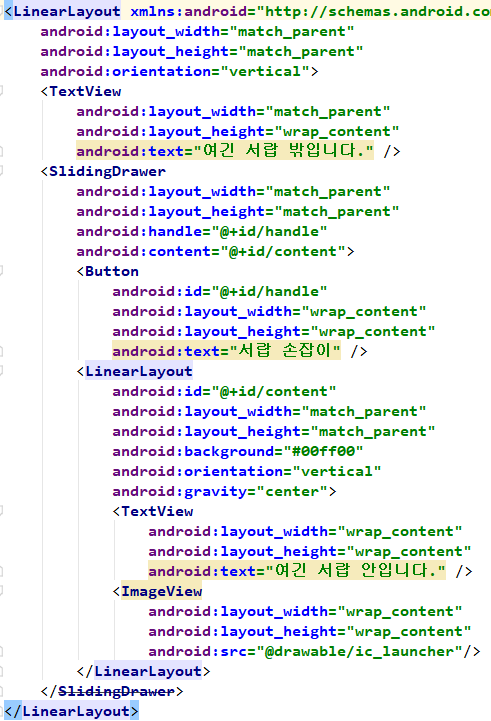 <LinearLayout xmlns:android="http://schemas.android.co
    android:layout_width="match_parent"
    android:layout_height="match_parent"
    android:orientation="vertical">
    <TextView
        android:layout_width="match_parent"
        android:layout_height="wrap_content"
        android:text="여긴 서랍 밖입니다." />
    <SlidingDrawer
        android:layout_width="match_parent"
        android:layout_height="match_parent"
        android:handle="@+id/handle"
        android:content="@+id/content">
        <Button
            android:id="@+id/handle"
            android:layout_width="wrap_content"
            android:layout_height="wrap_content"
            android:text="서랍 손잡이" />
        <LinearLayout
            android:id="@+id/content"
            android:layout_width="match_parent"
            android:layout_height="match_parent"
            android:background="#00ff00"
            android:orientation="vertical"
            android:gravity="center">
            <TextView
                android:layout_width="wrap_content"
                android:layout_height="wrap_content"
                android:text="여긴 서랍 안입니다." />
            <ImageView
                android:layout_width="wrap_content"
                android:layout_height="wrap_content"
                android:src="@drawable/ic_launcher"/>
        </LinearLayout>
    </SlidingDrawer>
</LinearLayout>